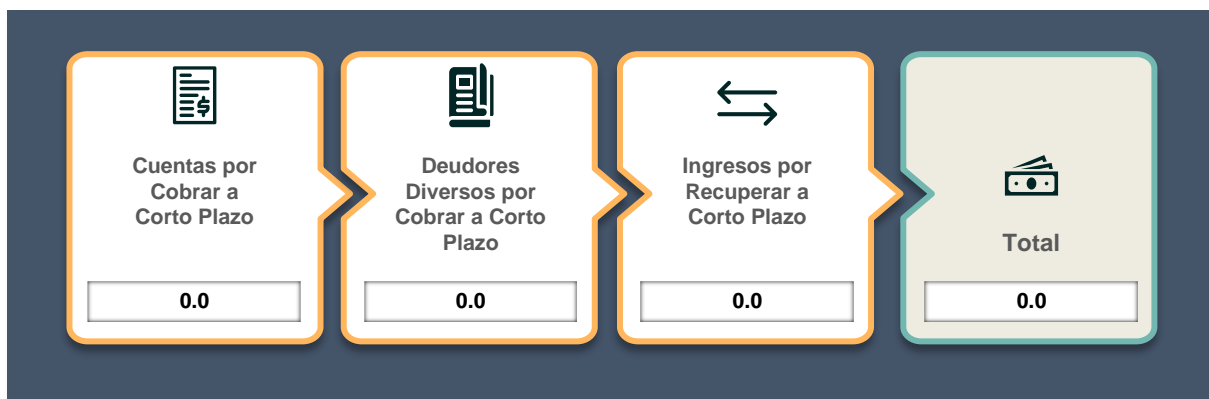 Cuentas por
Cobrar a
Corto Plazo
0.0
Deudores
Diversos por
Cobrar a Corto
Plazo
0.0
Ingresos por
Recuperar a
Corto Plazo
0.0
Total
0.0